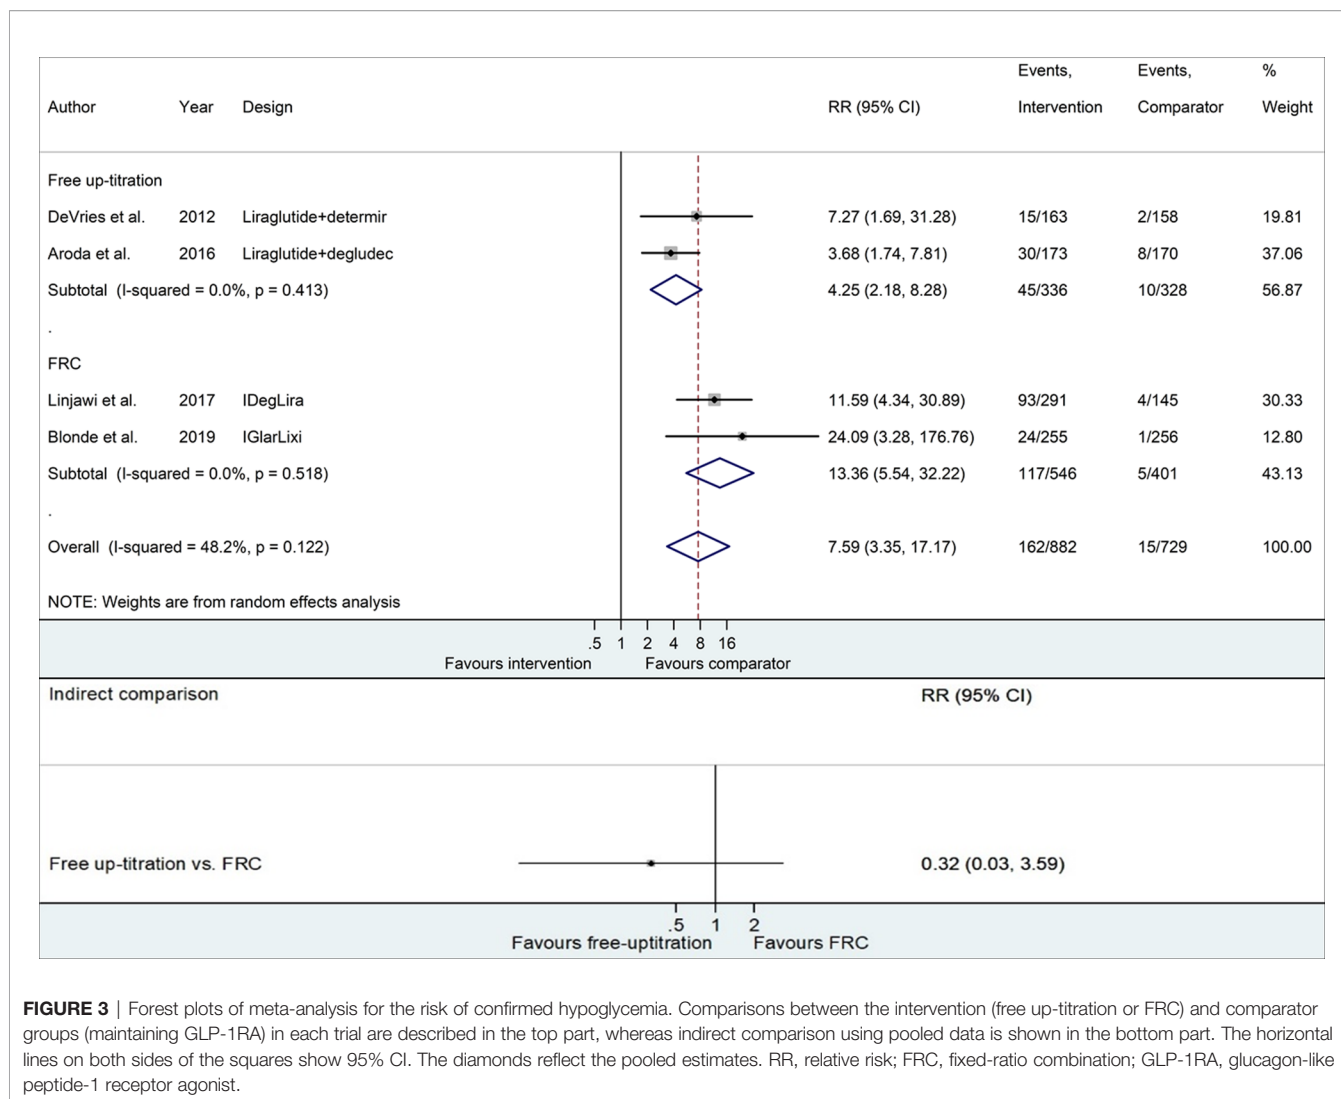 Events, Events, %
Author Year Design RR (95% CI) Intervention Comparator Weight
Free up-titration
DeVries et al. 2012 Liraglutide+determir 7.27 (1.69, 31.28) 15/163 2/158 19.81
Aroda et al. 2016 Liraglutide+degludec 3.68 (1.74, 7.81) 30/173 8/170 37.06
Subtotal (I-squared = 0.0%, p = 0.413) 4.25 (2.18, 8.28) 45/336 10/328 56.87
.
FRC
Linjawi et al. 2017 IDegLira 11.59 (4.34, 30.89) 93/291 4/145 30.33
Blonde et al. 2019 IGlarLixi 24.09 (3.28, 176.76) 24/255 1/256 12.80
Subtotal (I-squared = 0.0%, p = 0.518) 13.36 (5.54, 32.22) 117/546 5/401 43.13
.
Overall (I-squared = 48.2%, p = 0.122) 7.59 (3.35, 17.17) 162/882 15/729 100.00
NOTE: Weights are from random effects analysis
.5 1 2 4 8 16
Favours intervention Favours comparator
Indirect comparison RR (95% CI)
Free up-titration vs. FRC 0.32 (0.03, 3.59)
.5 1 2
Favours free-uptitration Favours FRC
FIGURE 3 | Forest plots of meta-analysis for the risk of confirmed hypoglycemia. Comparisons between the intervention (free up-titration or FRC) and comparator
groups (maintaining GLP-1RA) in each trial are described in the top part, whereas indirect comparison using pooled data is shown in the bottom part. The horizontal
lines on both sides of the squares show 95% CI. The diamonds reflect the pooled estimates. RR, relative risk; FRC, fixed-ratio combination; GLP-1RA, glucagon-like
peptide-1 receptor agonist.